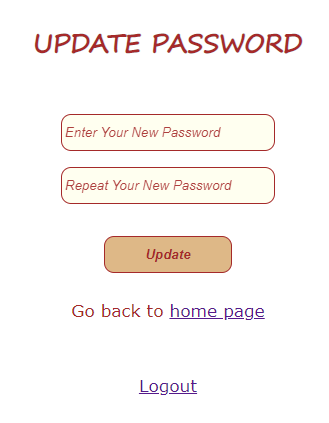 UPDATE PASSWORD
Enter Your New Password
Repeat Your New Password
Update
Go back to home page
Logout